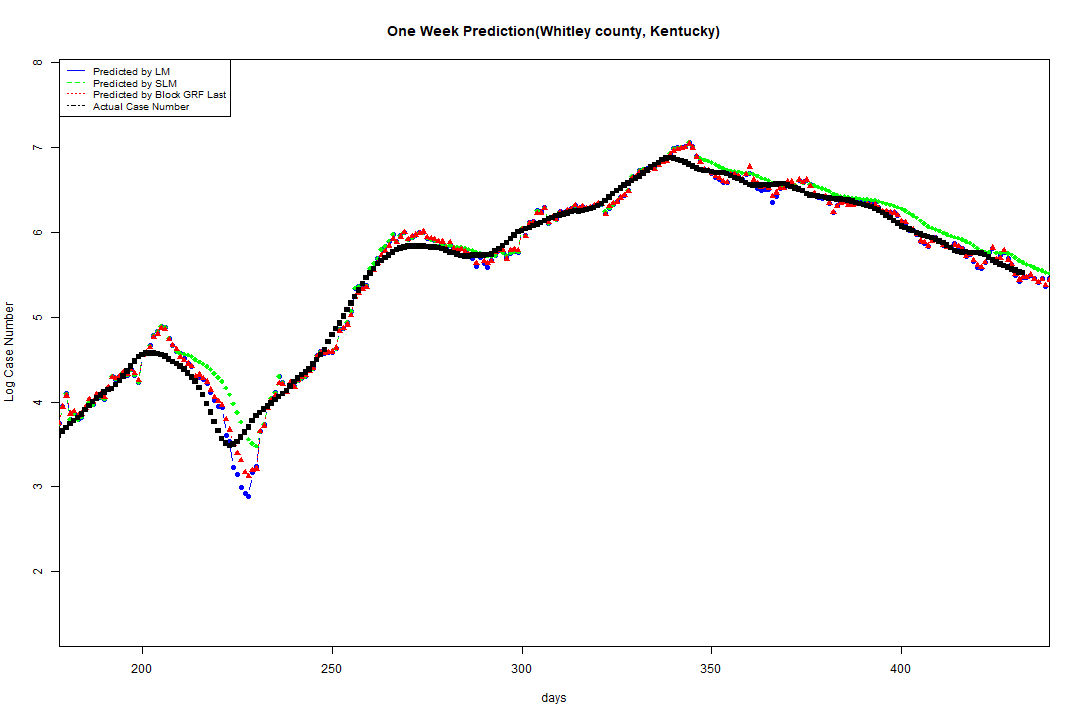 One Week Prediction(Whitley county, Kentucky)
Predicted by LM
Predicted by SLM
Predicted by Block GRF Last
Actual Case Number
8
7
6
5
4
3
2
Log Case Number
200 250 300 350 400
days